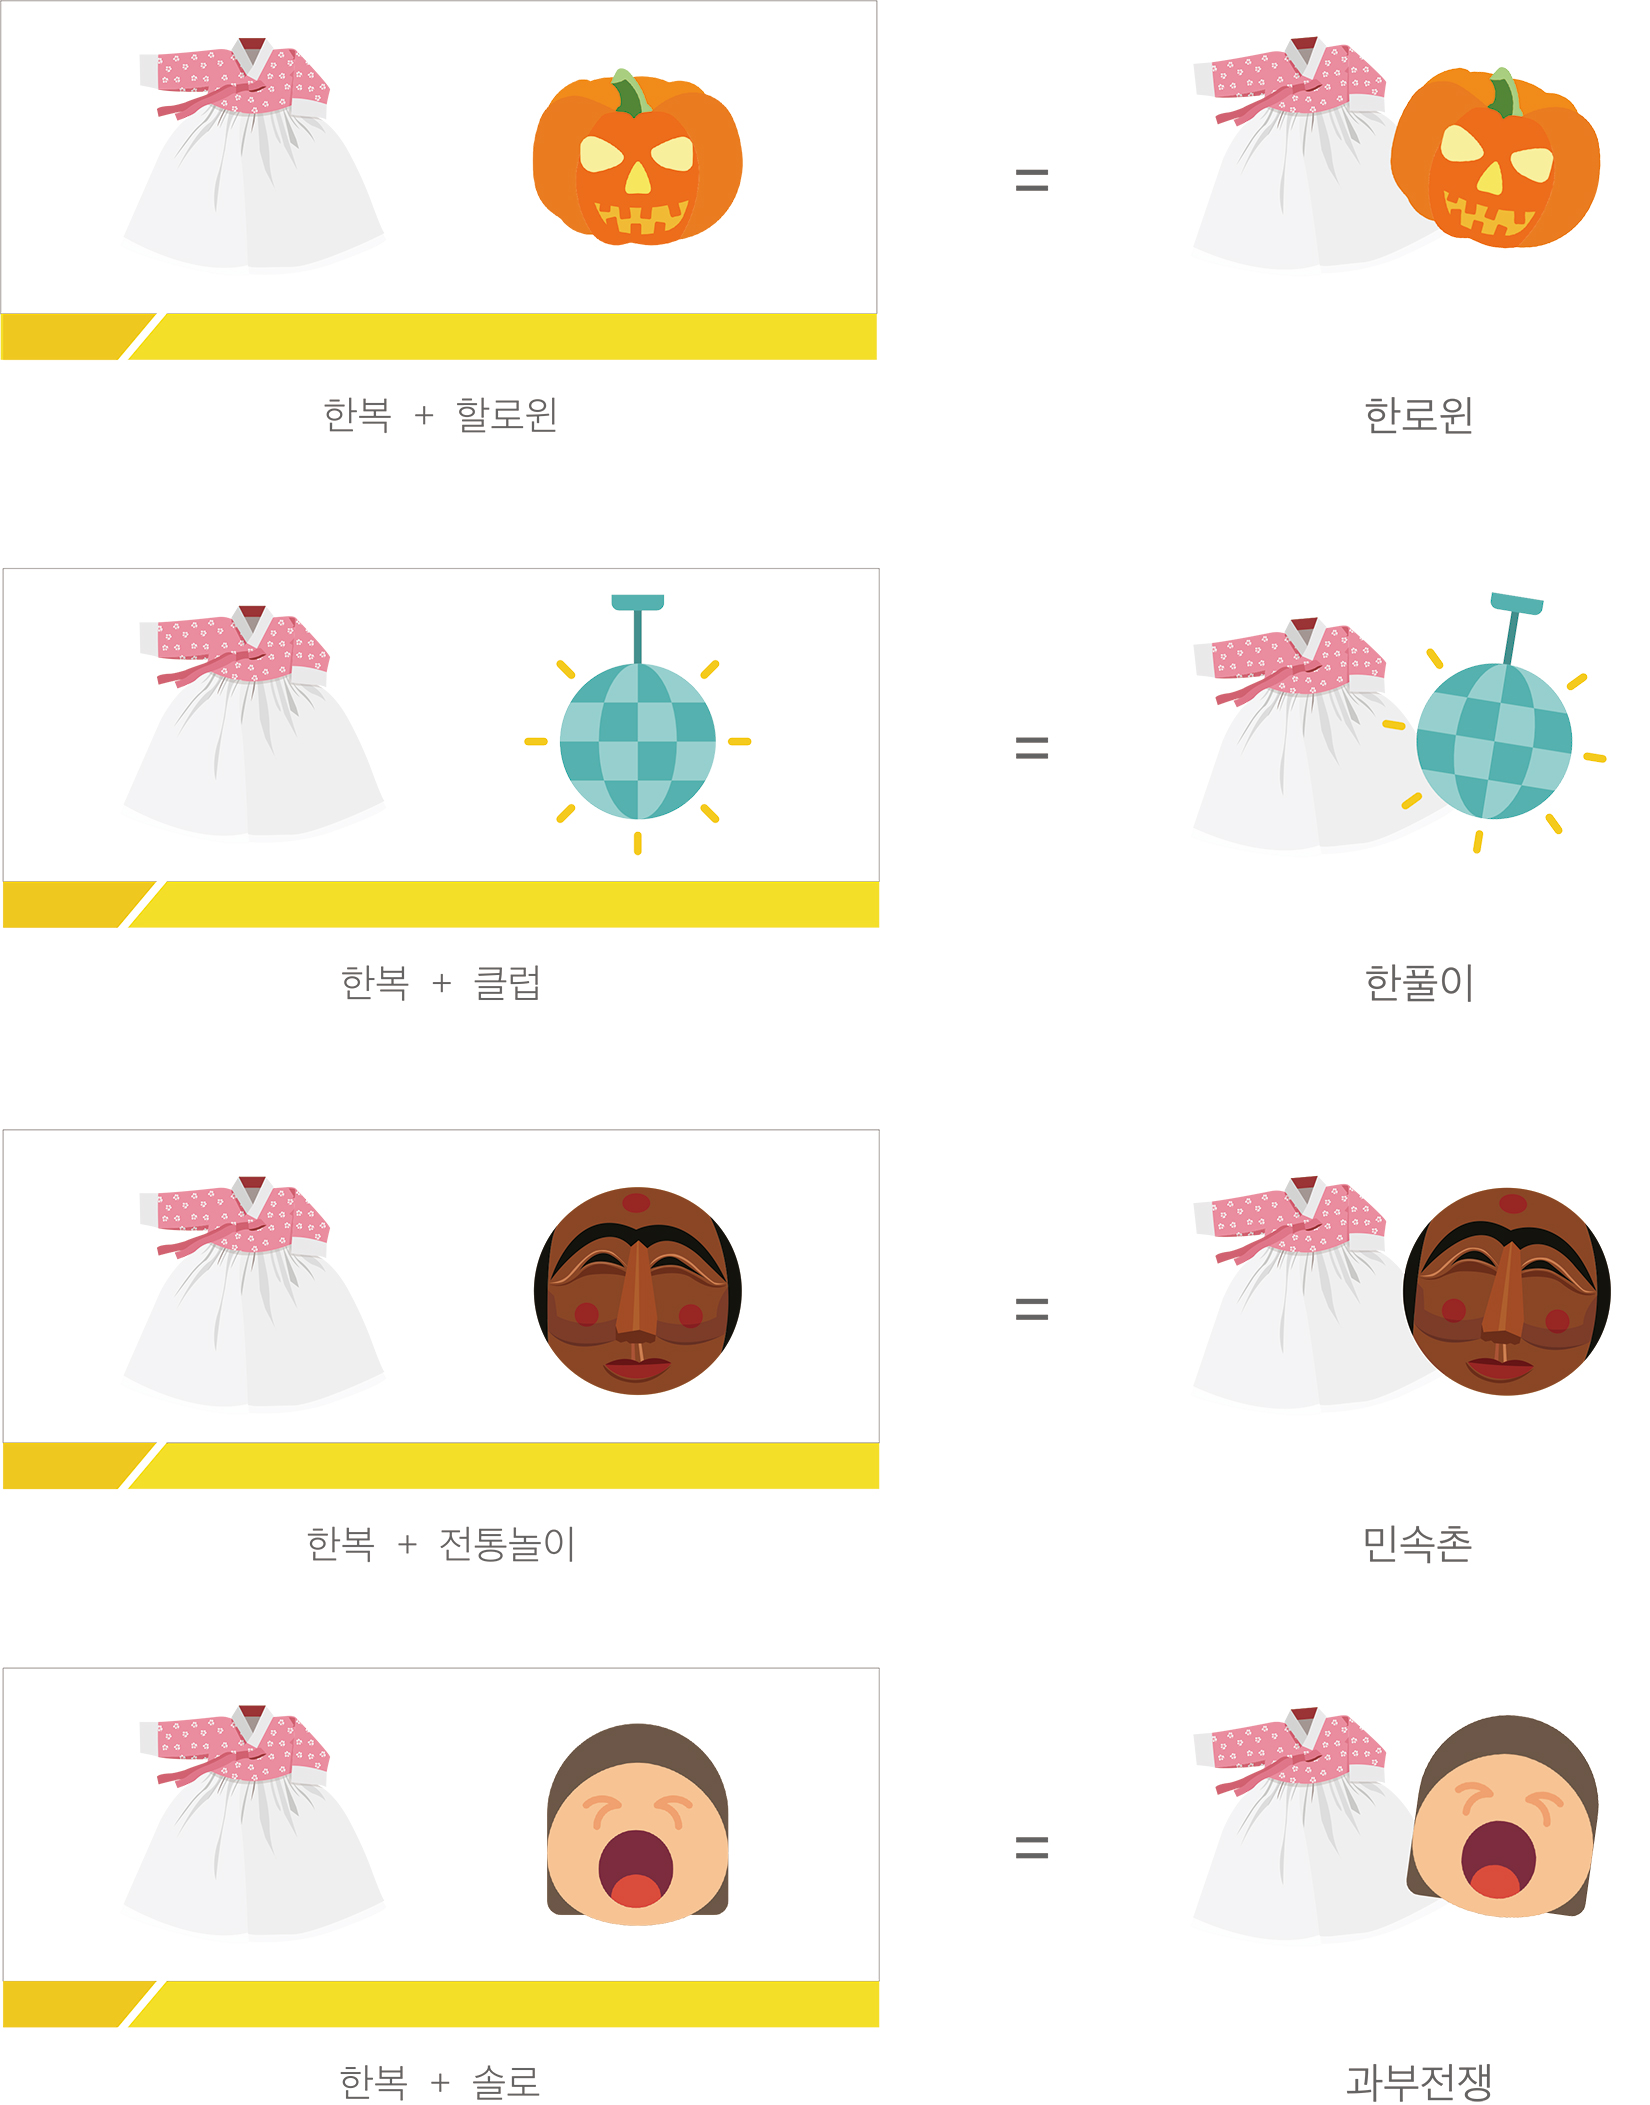 =
한복 + 할로윈
한로윈
=
한복 + 클럽
한풀이
=
한복 + 전통놀이
민속촌
=
한복 + 솔로
과부전쟁